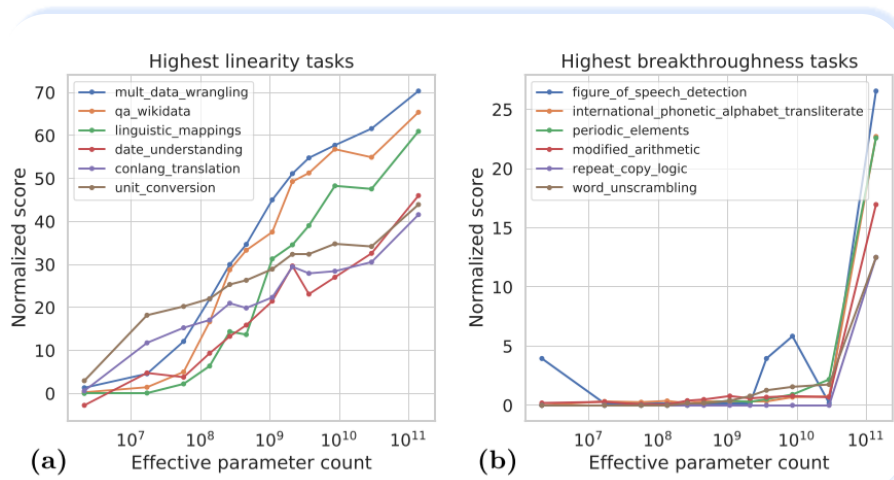 Highest linearity tasks
70
60
50
40
30
20
10
0
Normalized score
mult_data_wrangling
qa_wikidata
linguistic_mappings
date_understanding
conlang_translation
unit_conversion
10^7 10^8 10^9 10^10 10^11
Effective parameter count
(a)
Highest breakthroughness tasks
25
20
15
10
5
0
Normalized score
figure_of_speech_detection
international_phonetic_alphabet_transliterate
periodic_elements
modified_arithmetic
repeat_copy_logic
word_unscrambling
10^7 10^8 10^9 10^10 10^11
Effective parameter count
(b)